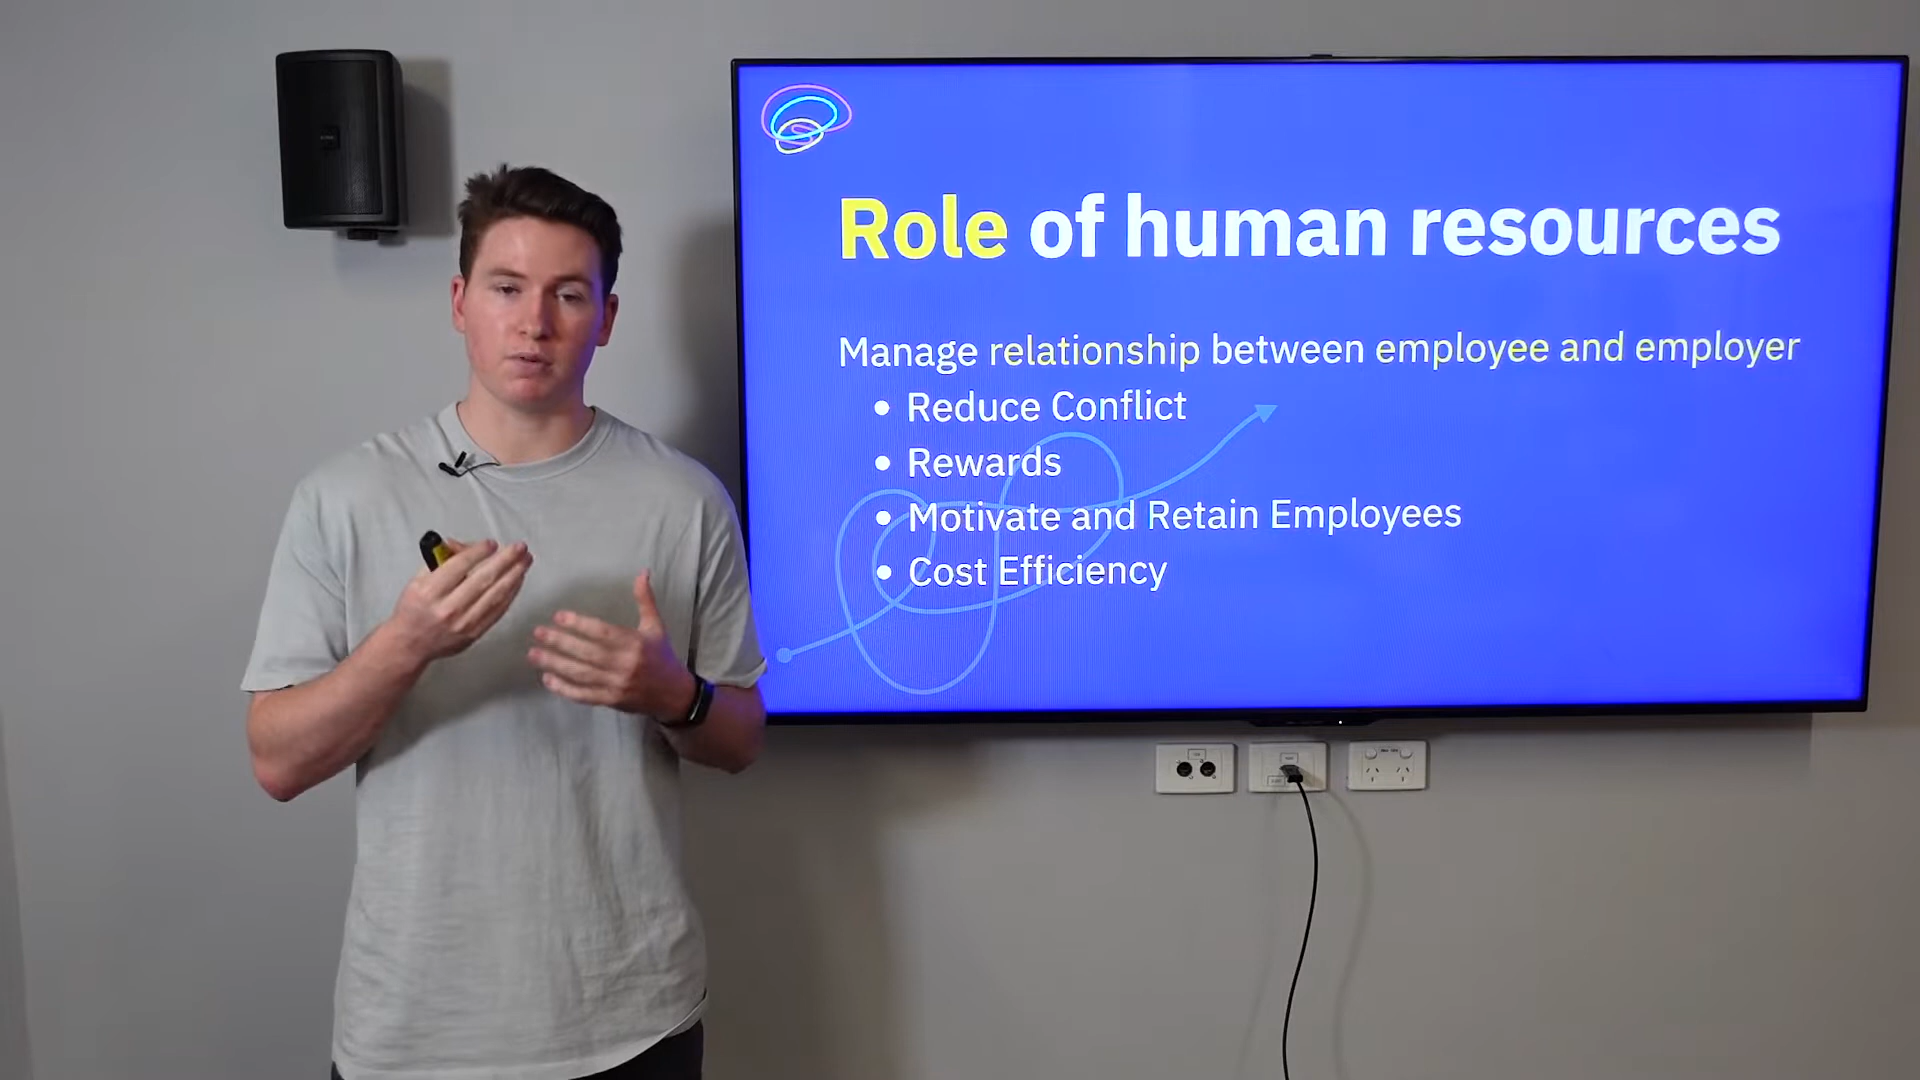 Role of human resources
Manage relationship between employee and employer
• Reduce Conflict
• Rewards
• Motivate and Retain Employees
• Cost Efficiency